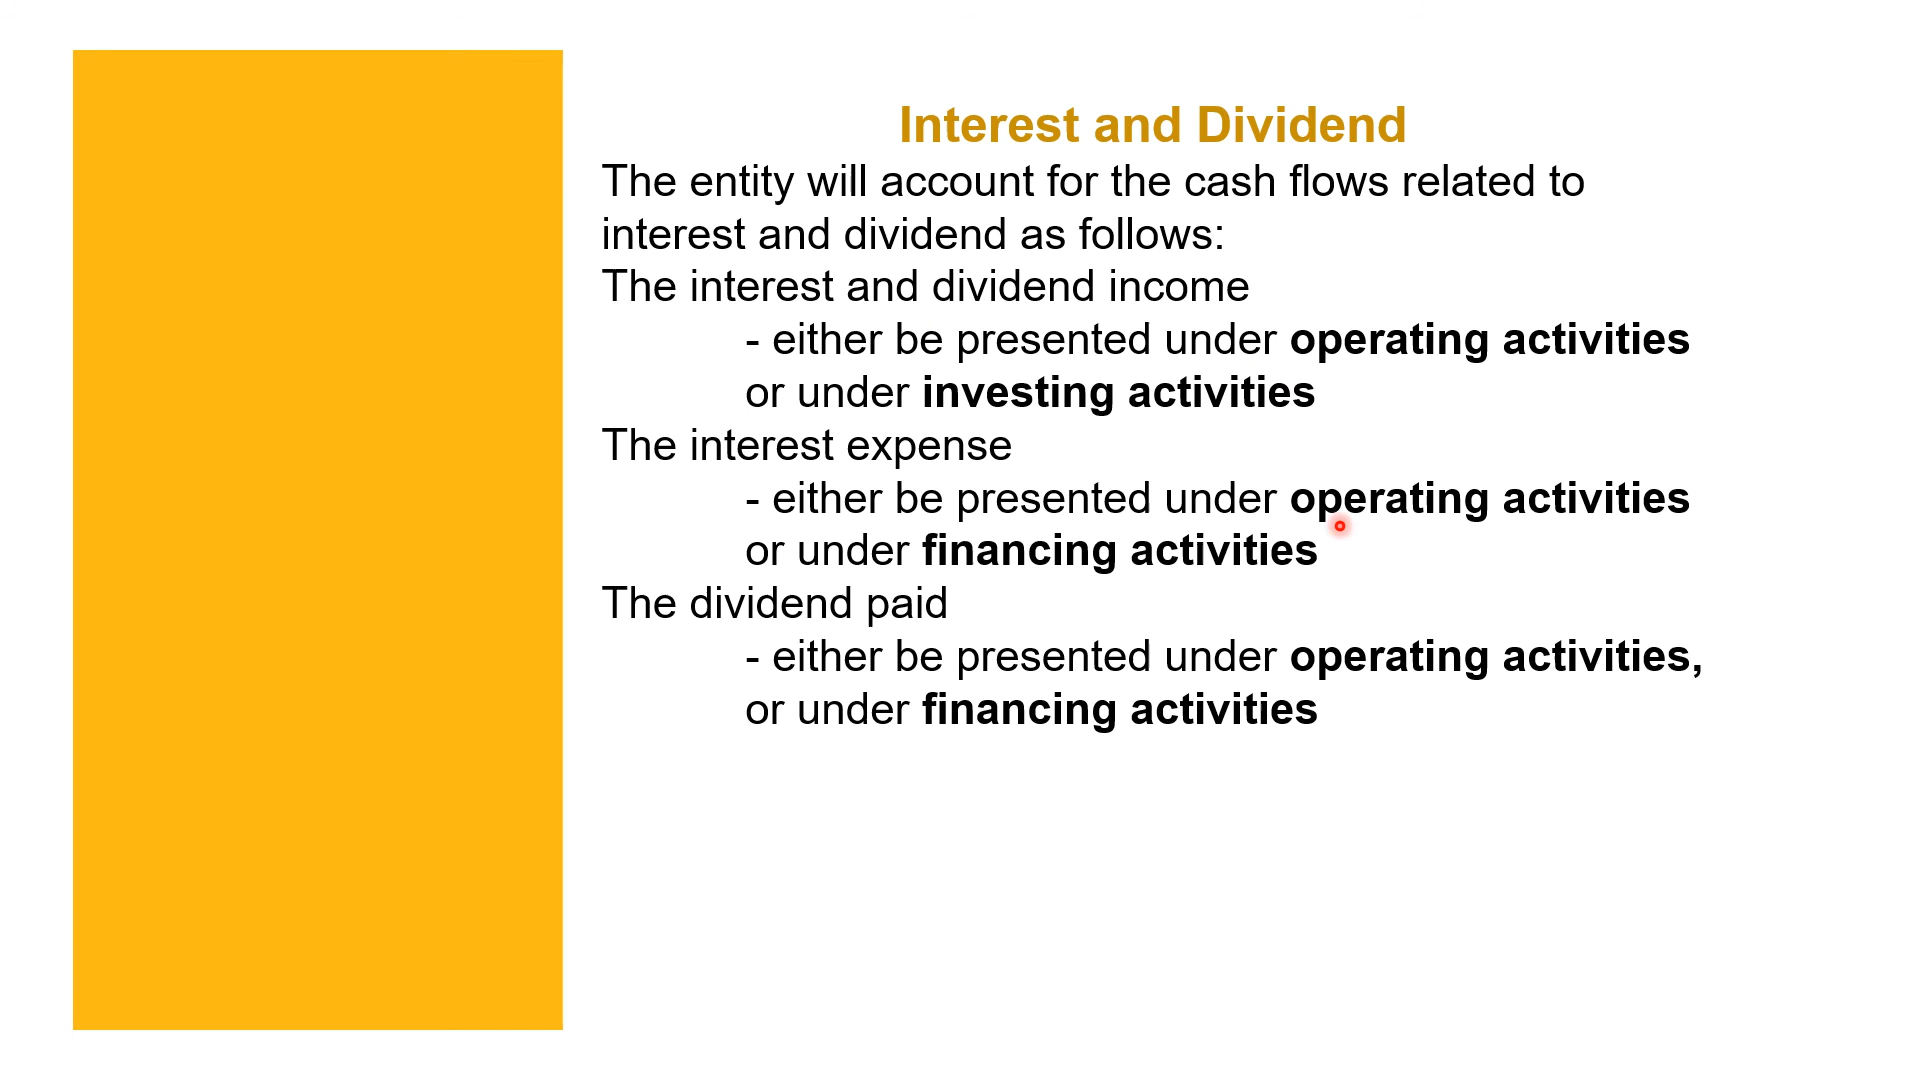 Interest and Dividend
The entity will account for the cash flows related to
interest and dividend as follows:
The interest and dividend income
- either be presented under operating activities
or under investing activities
The interest expense
- either be presented under operating activities
or under financing activities
The dividend paid
- either be presented under operating activities,
or under financing activities